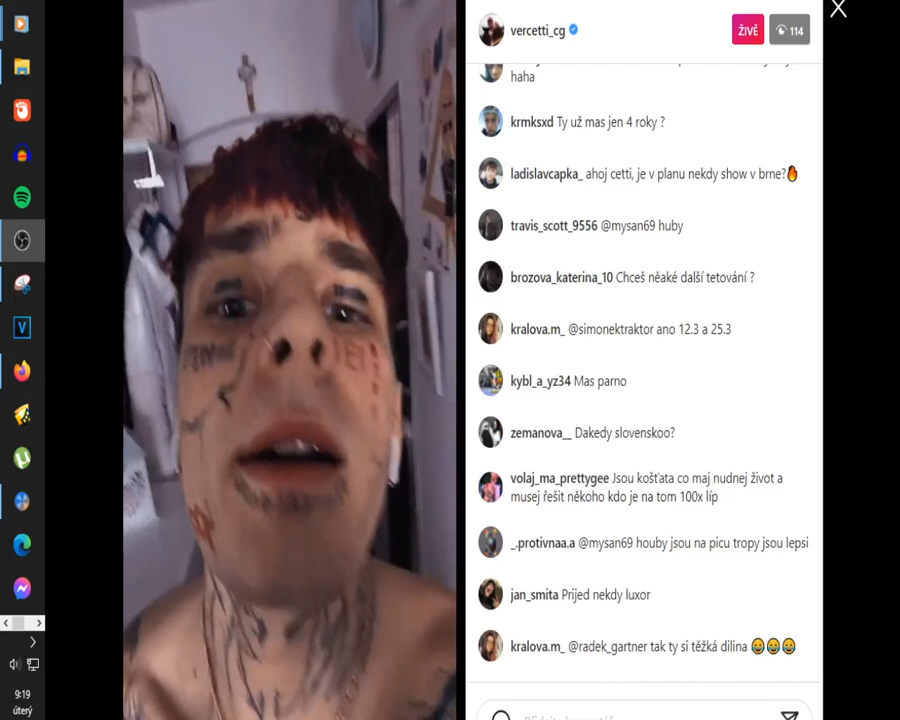 vercetti_cg
ŽIVĚ
114
haha
krmksxd Ty už mas jen 4 roky ?
ladislavcapka_ ahoj cetti, je v planu nekdy show v brne?🔥
travis_scott_9556 @mysan69 huby
brozova_katerina_10 Chceš něaké další tetování ?
kralova.m_ @simonektraktor ano 12.3 a 25.3
kybl_a_yz34 Mas parno
zemanova__ Dakedy slovenskoo?
volaj_ma_prettygee Jsou košťata co maj nudnej život a
musej řešit někoho kdo je na tom 100x líp
_.protivnaa.a @mysan69 houby jsou na picu tropy jsou lepsi
jan_smita Prijed nekdy luxor
kralova.m_ @radek_gartner tak ty si těžká dilina 😂😂😂
9:19
úterý